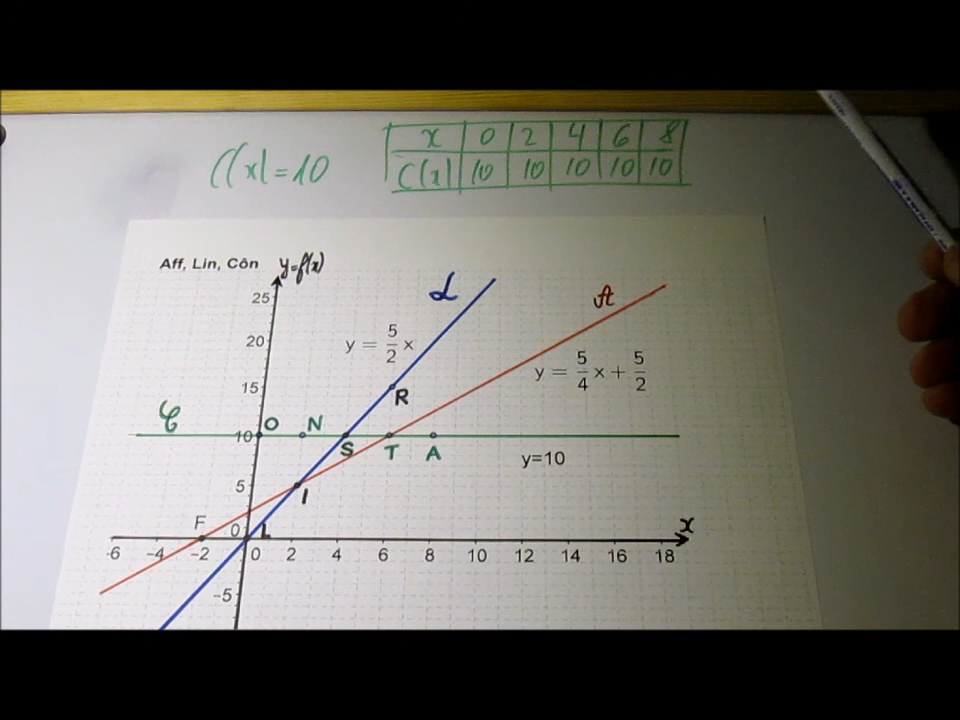 C(x)=10
x 0 2 4 6 8
C(x) 10 10 10 10 10
Aff, Lin, Côn y=f(x)
25
L
A
20
y = 5/2 x
y = 5/4 x + 5/2
15
R
C
O N
10
S T A
y=10
5
I
F
0
L
x
-6 -4 -2 0 2 4 6 8 10 12 14 16 18
-5